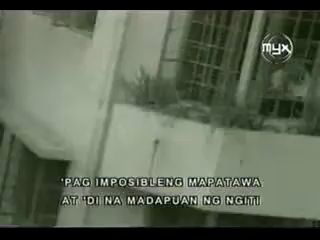 myx
'PAG IMPOSIBLENG MAPATAWA
AT 'DI NA MADAPUAN NG NGITI